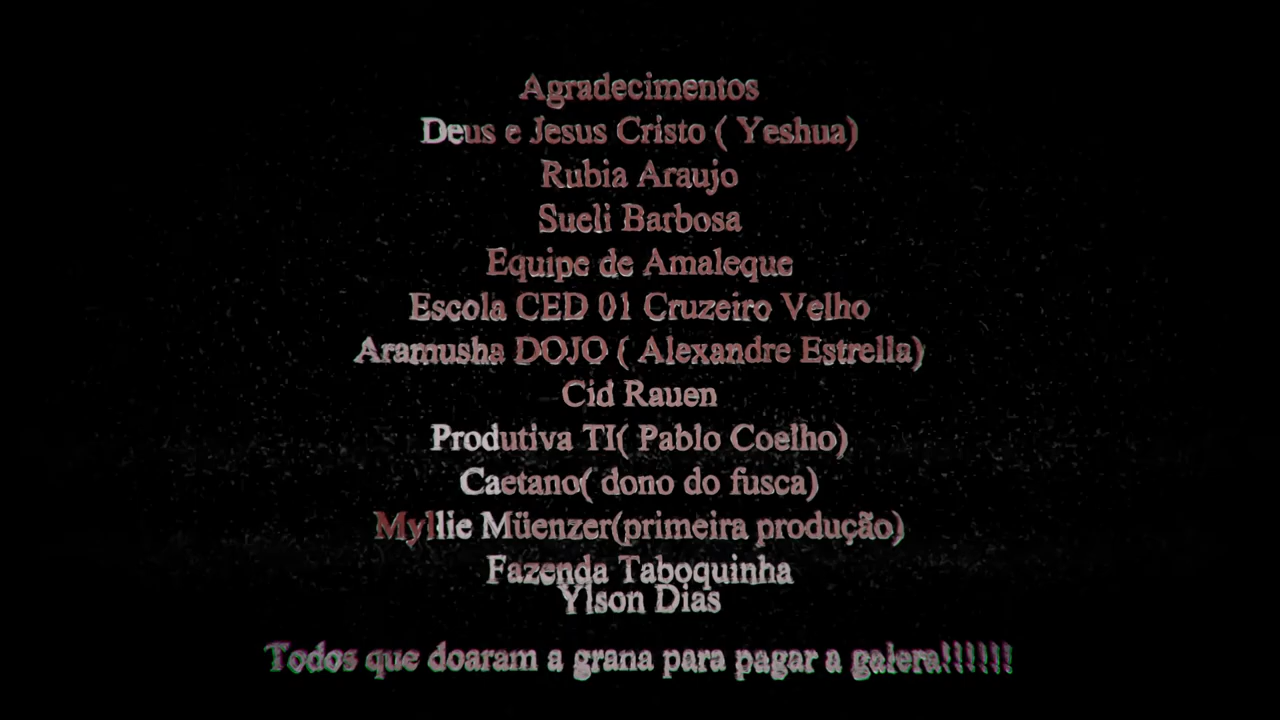 Agradecimentos
Deus e Jesus Cristo ( Yeshua)
Rubia Araujo
Sueli Barbosa
Equipe de Amaleque
Escola CED 01 Cruzeiro Velho
Aramusha DOJO ( Alexandre Estrella)
Cid Rauen
Produtiva TI( Pablo Coelho)
Caetano( dono do fusca)
Myllie Müenzer(primeira produção)
Fazenda Taboquinha
Ylson Dias
Todos que doaram a grana para pagar a galera!!!!!!